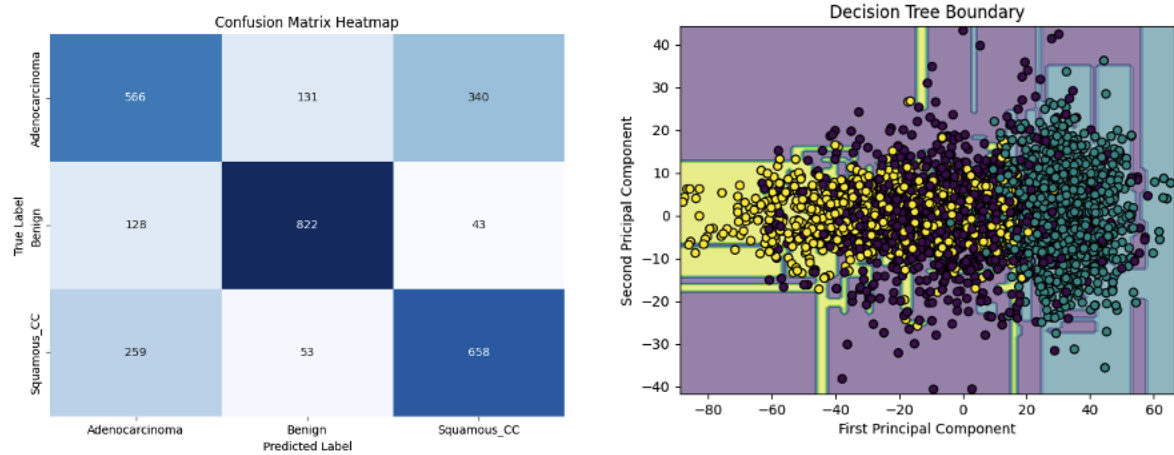 Confusion Matrix Heatmap
True Label
Adenocarcinoma
566 131 340
Benign
128 822 43
Squamous_CC
259 53 658
Adenocarcinoma Benign Squamous_CC
Predicted Label
Decision Tree Boundary
Second Pricipal Component
40
30
20
10
0
−10
−20
−30
−40
−80 −60 −40 −20 0 20 40 60
First Principal Component